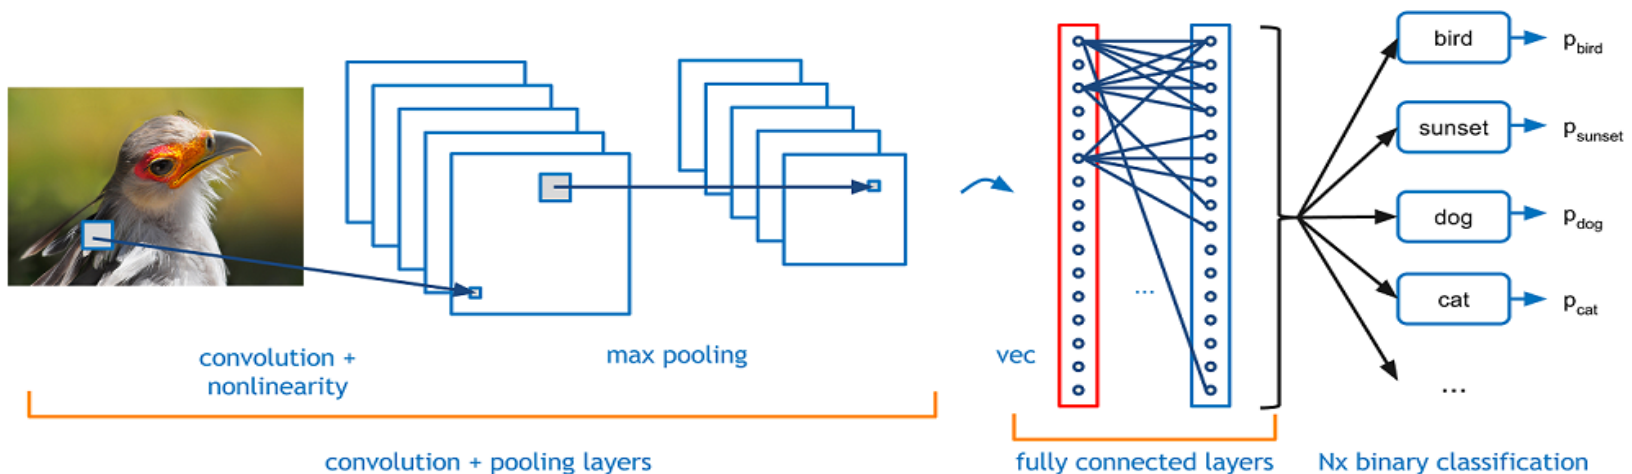 convolution +
nonlinearity
max pooling
vec
...
bird
p_bird
sunset
p_sunset
dog
p_dog
cat
p_cat
...
convolution + pooling layers
fully connected layers
Nx binary classification